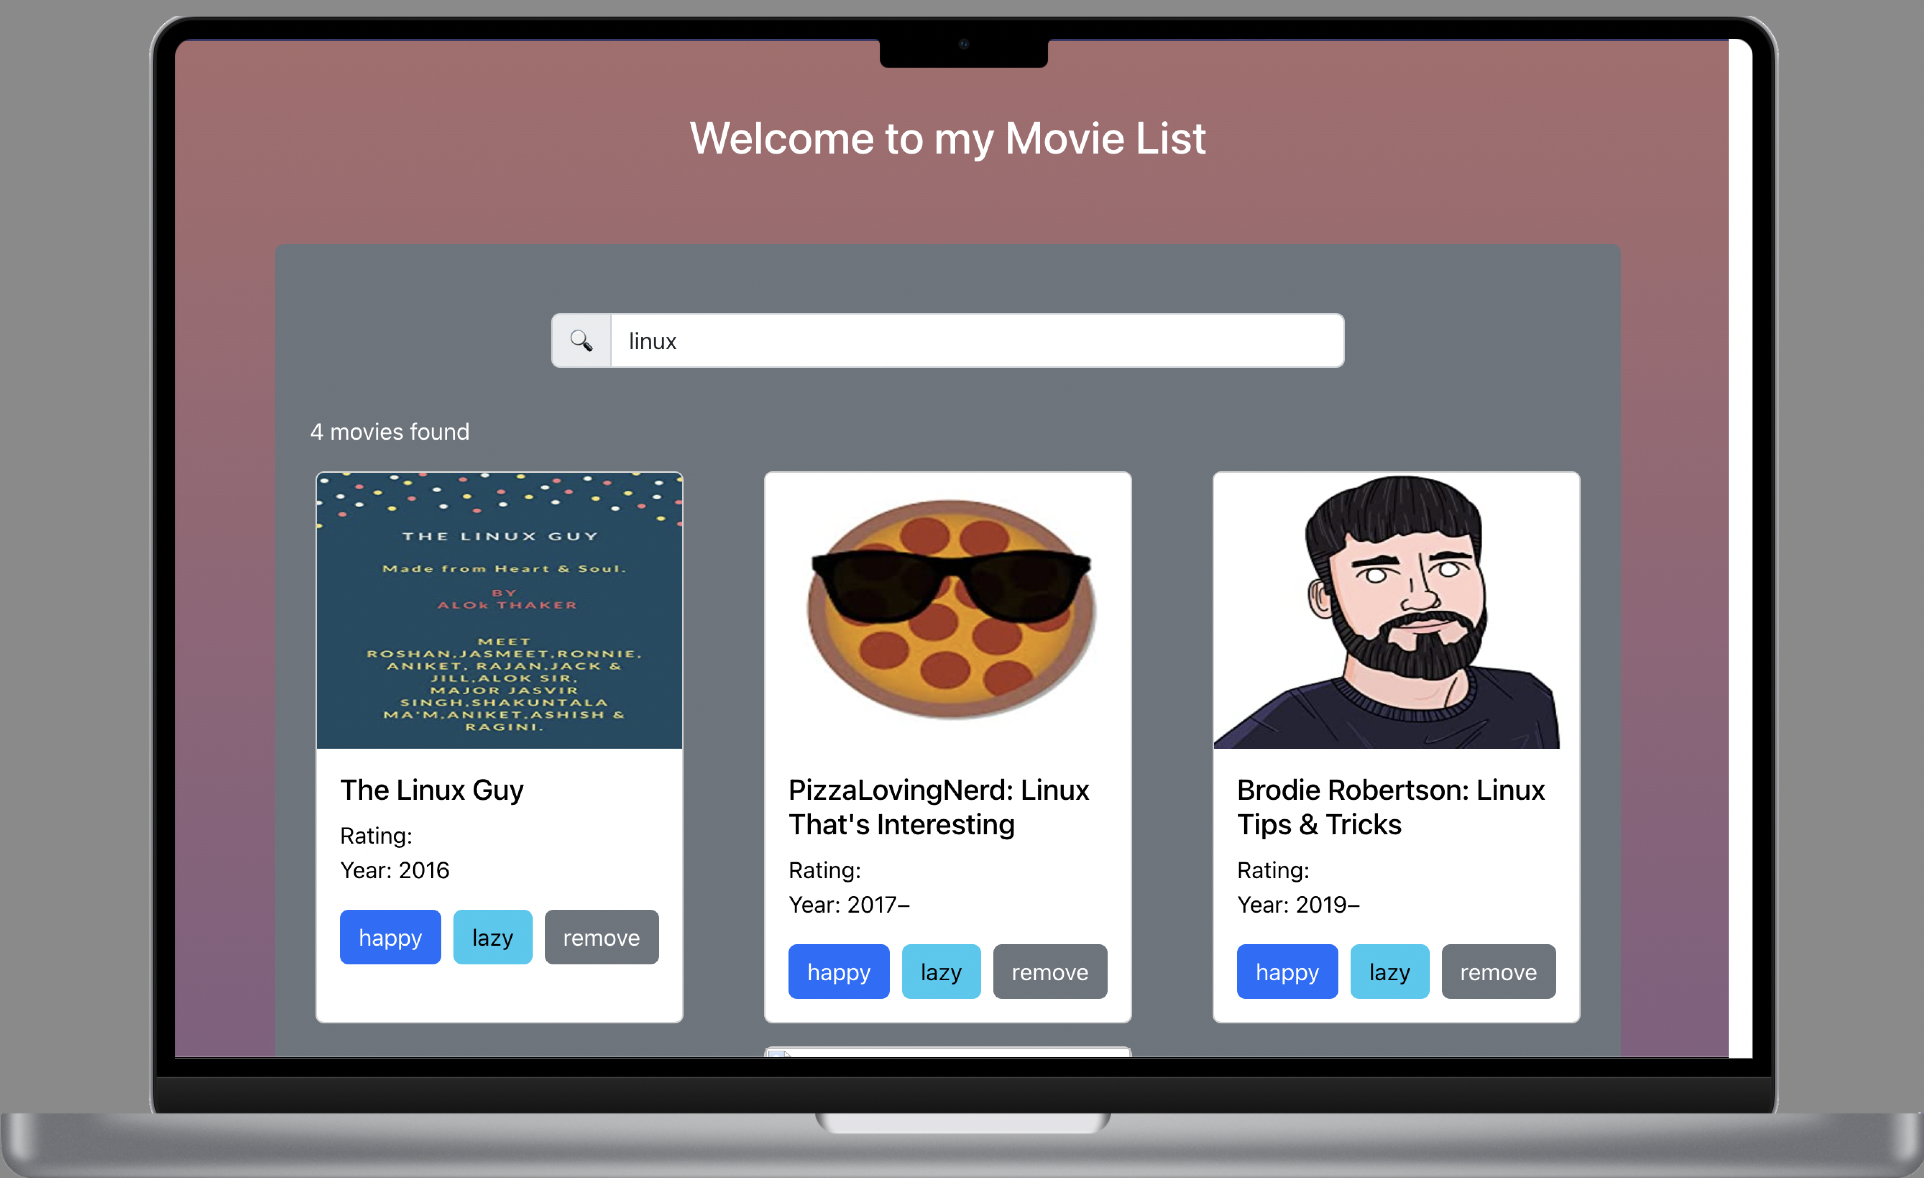 Welcome to my Movie List
linux
4 movies found
THE LINUX GUY
Made from Heart & Soul.
BY
ALOk THAKER
MEET
ROSHAN,JASMEET,RONNIE,
ANIKET, RAJAN,JACK &
JILL,ALOK SIR,
MAJOR JASVIR
SINGH,SHAKUNTALA
MA'M,ANIKET,ASHISH &
RAGINI.
The Linux Guy
Rating:
Year: 2016
happy lazy remove
PizzaLovingNerd: Linux
That's Interesting
Rating:
Year: 2017–
happy lazy remove
Brodie Robertson: Linux
Tips & Tricks
Rating:
Year: 2019–
happy lazy remove